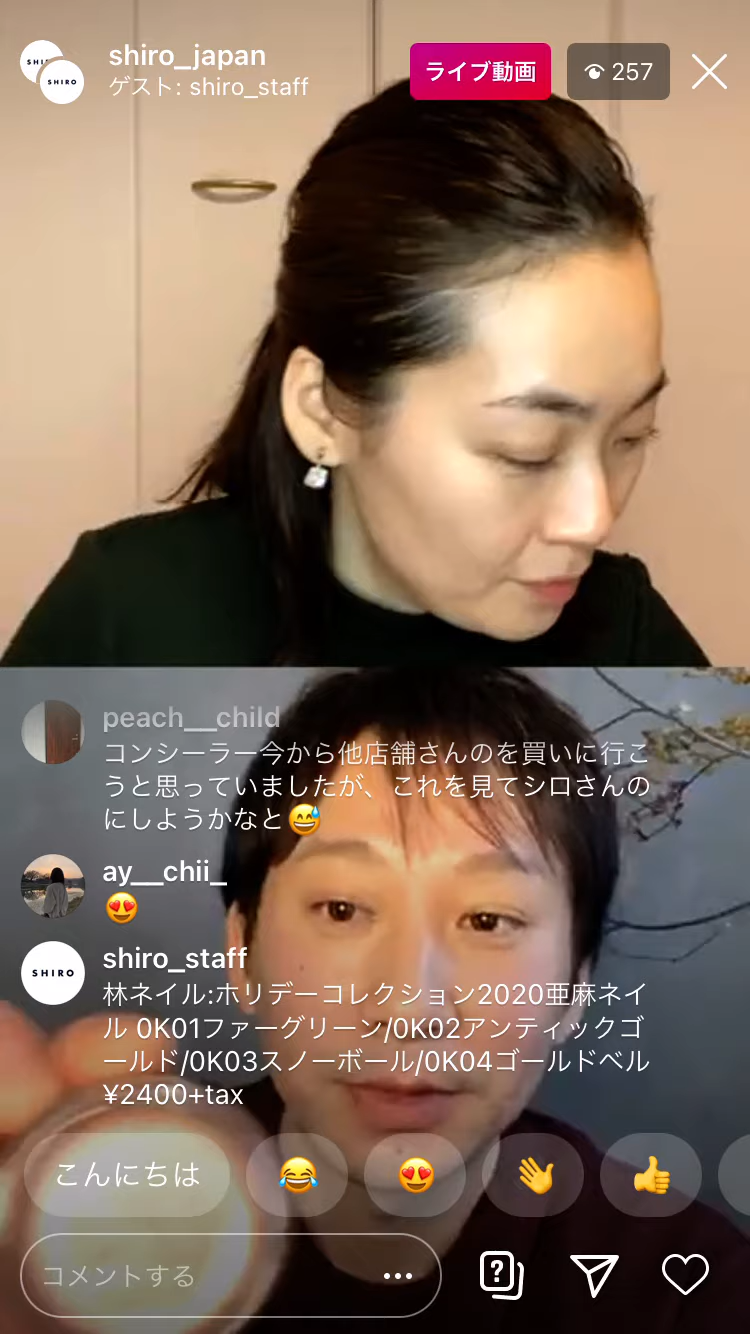 SHIRO
shiro_japan
ゲスト: shiro_staff
ライブ動画
257
peach__child
コンシーラー今から他店舗さんのを買いに行こ
うと思っていましたが、これを見てシロさんの
にしようかなと😅
ay__chii_
😍
SHIRO
shiro_staff
林ネイル:ホリデーコレクション2020亜麻ネイ
ル 0K01ファーグリーン/0K02アンティックゴ
ールド/0K03スノーボール/0K04ゴールドベル
¥2400+tax
こんにちは 😂 😍 👋 👍
コメントする